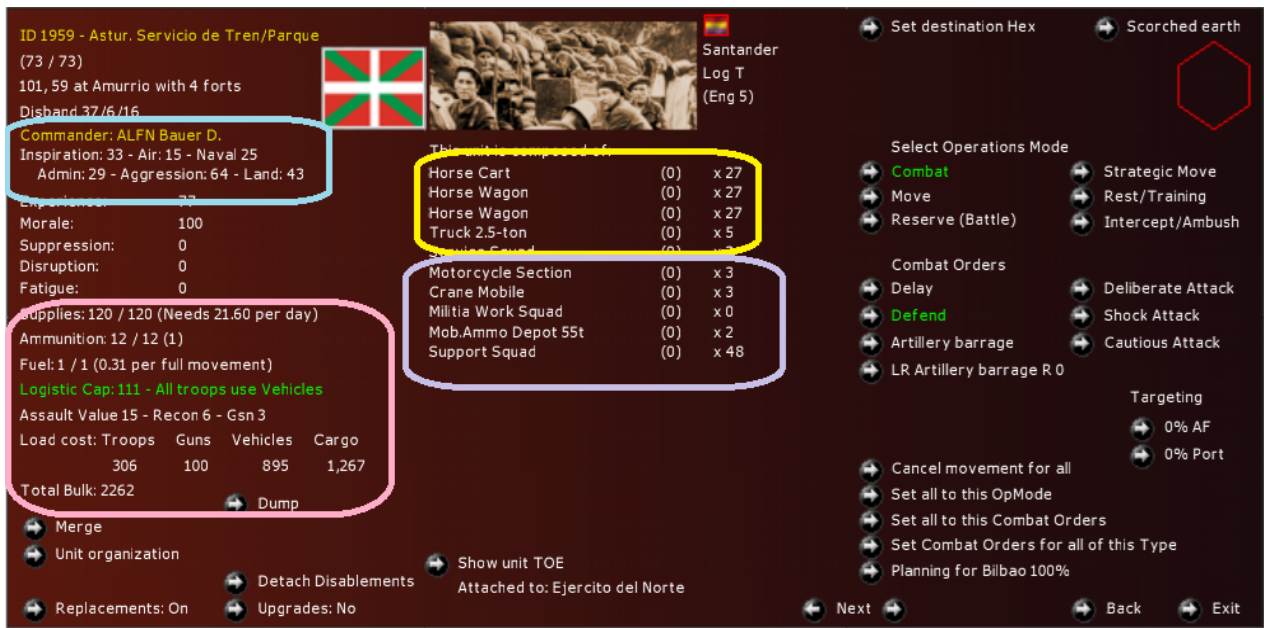 ID 1959 - Astur. Servicio de Tren/Parque
(73 / 73)
101, 59 at Amurrio with 4 forts
Disband 37/6/16
Commander: ALFN Bauer D.
Inspiration: 33 - Air: 15 - Naval 25
Admin: 29 - Aggression: 64 - Land: 43
Experience: 77
Morale: 100
Suppression: 0
Disruption: 0
Fatigue: 0
Supplies: 120 / 120 (Needs 21.60 per day)
Ammunition: 12 / 12 (1)
Fuel: 1 / 1 (0.31 per full movement)
Logistic Cap: 111 - All troops use Vehicles
Assault Value 15 - Recon 6 - Gsn 3
Load cost: Troops Guns Vehicles Cargo
306 100 895 1,267
Total Bulk: 2262
Dump
Merge
Unit organization
Detach Disablements
Replacements: On
Upgrades: No
Santander
Log T
(Eng 5)
This unit is composed of:
Horse Cart (0) x 27
Horse Wagon (0) x 27
Horse Wagon (0) x 27
Truck 2.5-ton (0) x 5
Service Squad (0)
Motorcycle Section (0) x 3
Crane Mobile (0) x 3
Militia Work Squad (0) x 0
Mob.Ammo Depot 55t (0) x 2
Support Squad (0) x 48
Show unit TOE
Attached to: Ejercito del Norte
Set destination Hex
Scorched earth
Select Operations Mode
Combat
Strategic Move
Move
Rest/Training
Reserve (Battle)
Intercept/Ambush
Combat Orders
Delay
Deliberate Attack
Defend
Shock Attack
Artillery barrage
Cautious Attack
LR Artillery barrage R 0
Targeting
0% AF
0% Port
Cancel movement for all
Set all to this OpMode
Set all to this Combat Orders
Set Combat Orders for all of this Type
Planning for Bilbao 100%
Next
Back
Exit